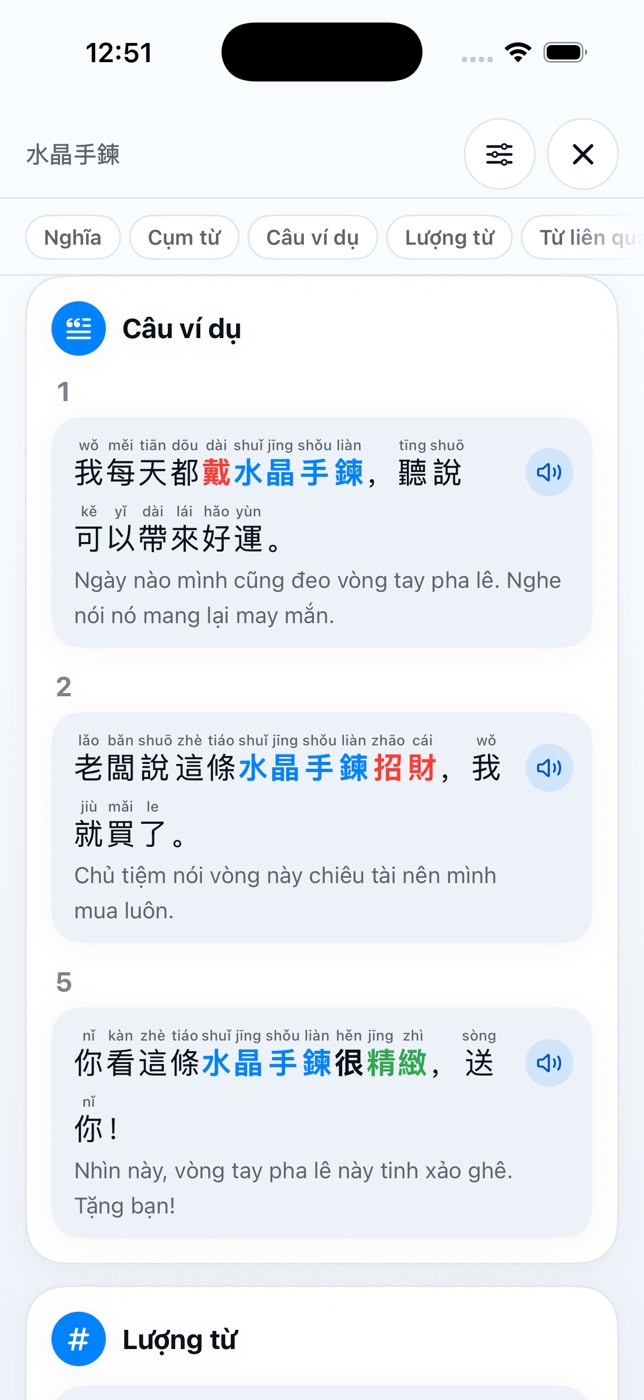 12:51
水晶手鍊
Nghĩa
Cụm từ
Câu ví dụ
Lượng từ
Từ liên qu
Câu ví dụ
1
wǒ měi tiān dōu dài shuǐ jīng shǒu liàn tīng shuō
我每天都戴水晶手鍊，聽說
kě yǐ dài lái hǎo yùn
可以帶來好運。
Ngày nào mình cũng đeo vòng tay pha lê. Nghe
nói nó mang lại may mắn.
2
lǎo bǎn shuō zhè tiáo shuǐ jīng shǒu liàn zhāo cái wǒ
老闆說這條水晶手鍊招財，我
jiù mǎi le
就買了。
Chủ tiệm nói vòng này chiêu tài nên mình
mua luôn.
5
nǐ kàn zhè tiáo shuǐ jīng shǒu liàn hěn jīng zhì sòng
你看這條水晶手鍊很精緻，送
nǐ
你！
Nhìn này, vòng tay pha lê này tinh xảo ghê.
Tặng bạn!
#
Lượng từ